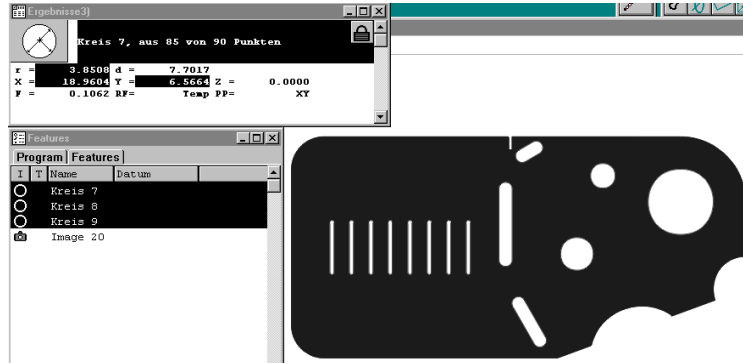 Ergebnisse3)
Kreis 7, aus 85 von 90 Punkten
r = 3.8508 d = 7.7017
X = 18.9604 Y = 6.5664 Z = 0.0000
F = 0.1062 RF= Temp PP= XY
Features
Program Features
I T Name Datum
Kreis 7
Kreis 8
Kreis 9
Image 20